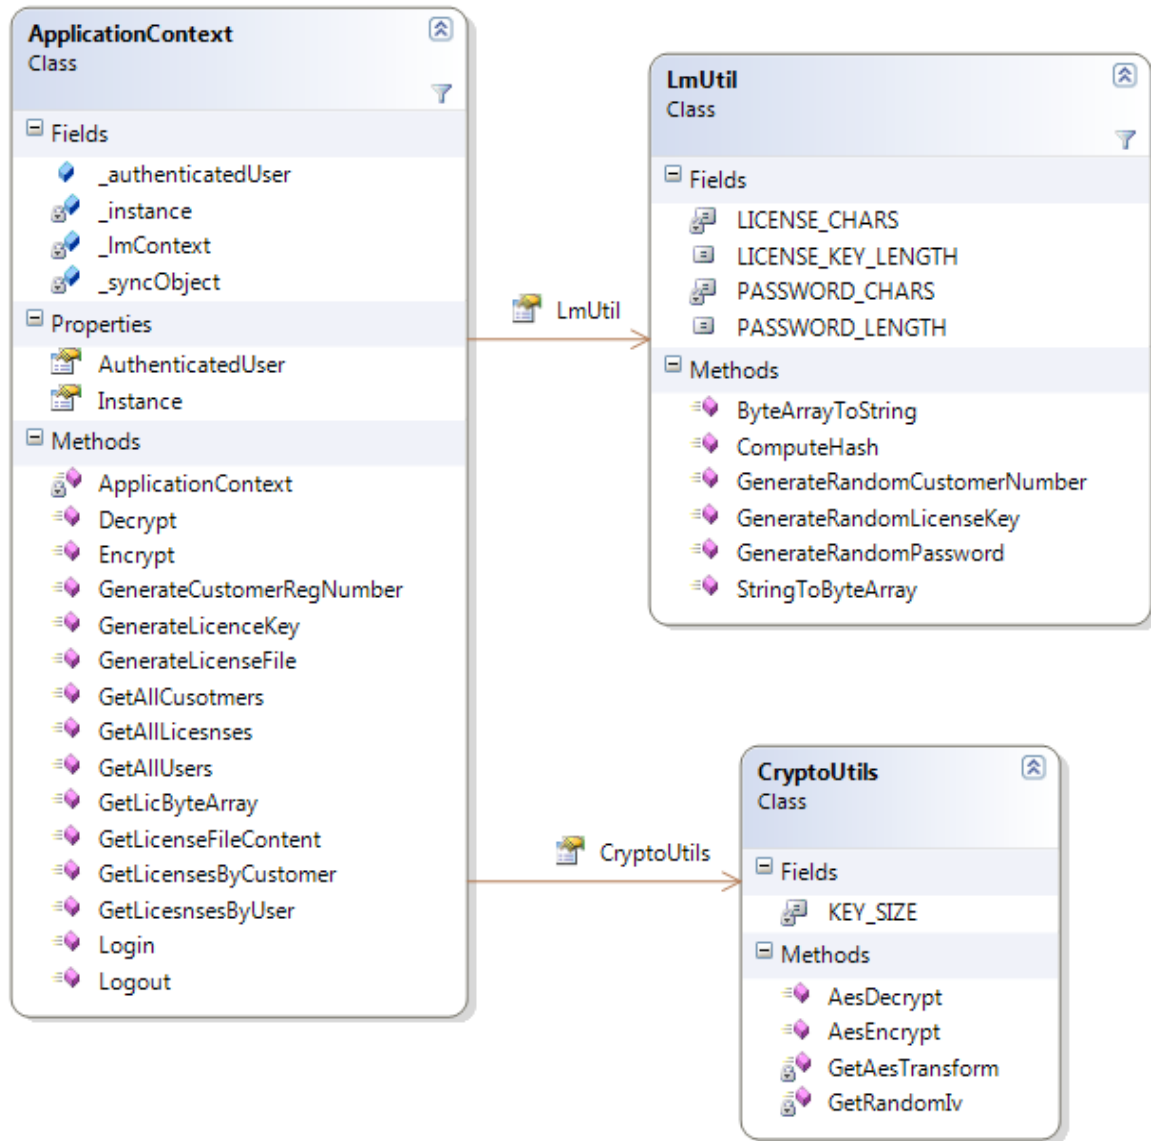 ApplicationContext
Class
Fields
_authenticatedUser
_instance
_lmContext
_syncObject
Properties
AuthenticatedUser
Instance
Methods
ApplicationContext
Decrypt
Encrypt
GenerateCustomerRegNumber
GenerateLicenceKey
GenerateLicenseFile
GetAllCusotmers
GetAllLicesnses
GetAllUsers
GetLicByteArray
GetLicenseFileContent
GetLicensesByCustomer
GetLicesnsesByUser
Login
Logout
LmUtil
LmUtil
Class
Fields
LICENSE_CHARS
LICENSE_KEY_LENGTH
PASSWORD_CHARS
PASSWORD_LENGTH
Methods
ByteArrayToString
ComputeHash
GenerateRandomCustomerNumber
GenerateRandomLicenseKey
GenerateRandomPassword
StringToByteArray
CryptoUtils
CryptoUtils
Class
Fields
KEY_SIZE
Methods
AesDecrypt
AesEncrypt
GetAesTransform
GetRandomIv